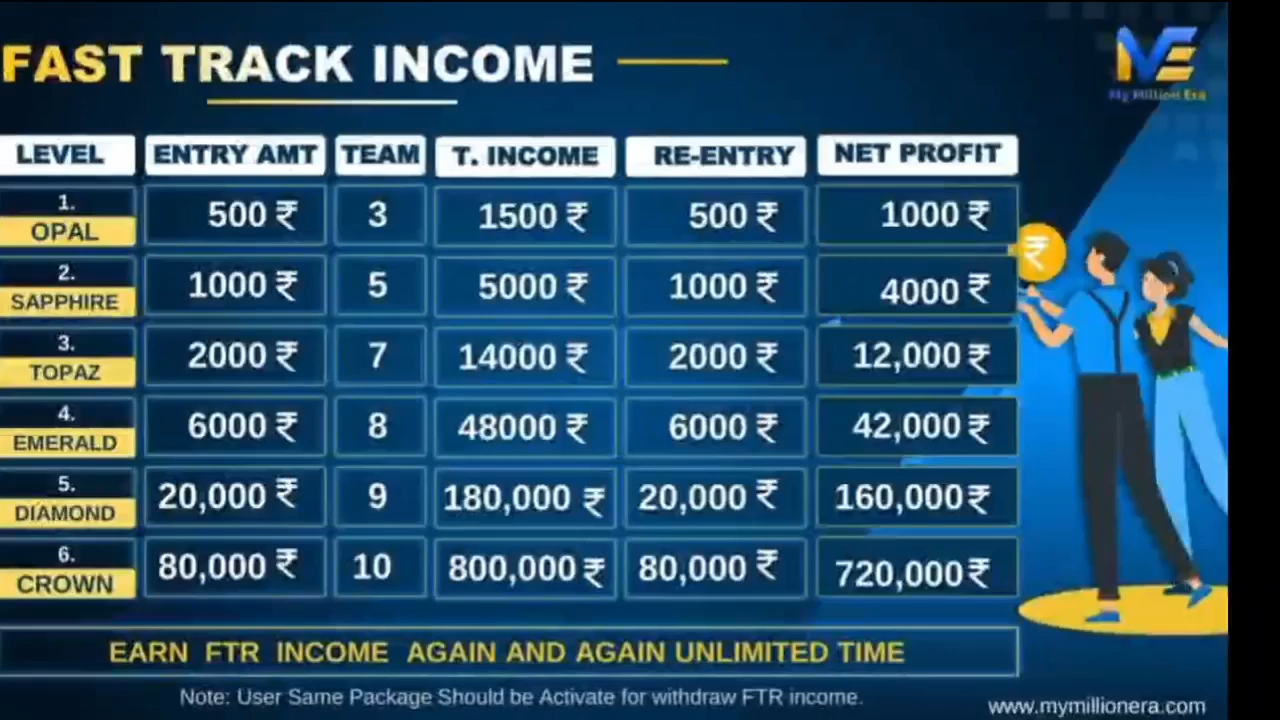 FAST TRACK INCOME
ME
My Million Era
LEVEL ENTRY AMT TEAM T. INCOME RE-ENTRY NET PROFIT
1. OPAL 500 ₹ 3 1500 ₹ 500 ₹ 1000 ₹
2. SAPPHIRE 1000 ₹ 5 5000 ₹ 1000 ₹ 4000 ₹
3. TOPAZ 2000 ₹ 7 14000 ₹ 2000 ₹ 12,000 ₹
4. EMERALD 6000 ₹ 8 48000 ₹ 6000 ₹ 42,000 ₹
5. DIAMOND 20,000 ₹ 9 180,000 ₹ 20,000 ₹ 160,000 ₹
6. CROWN 80,000 ₹ 10 800,000 ₹ 80,000 ₹ 720,000 ₹
₹
EARN FTR INCOME AGAIN AND AGAIN UNLIMITED TIME
Note: User Same Package Should be Activate for withdraw FTR income.
www.mymillionera.com